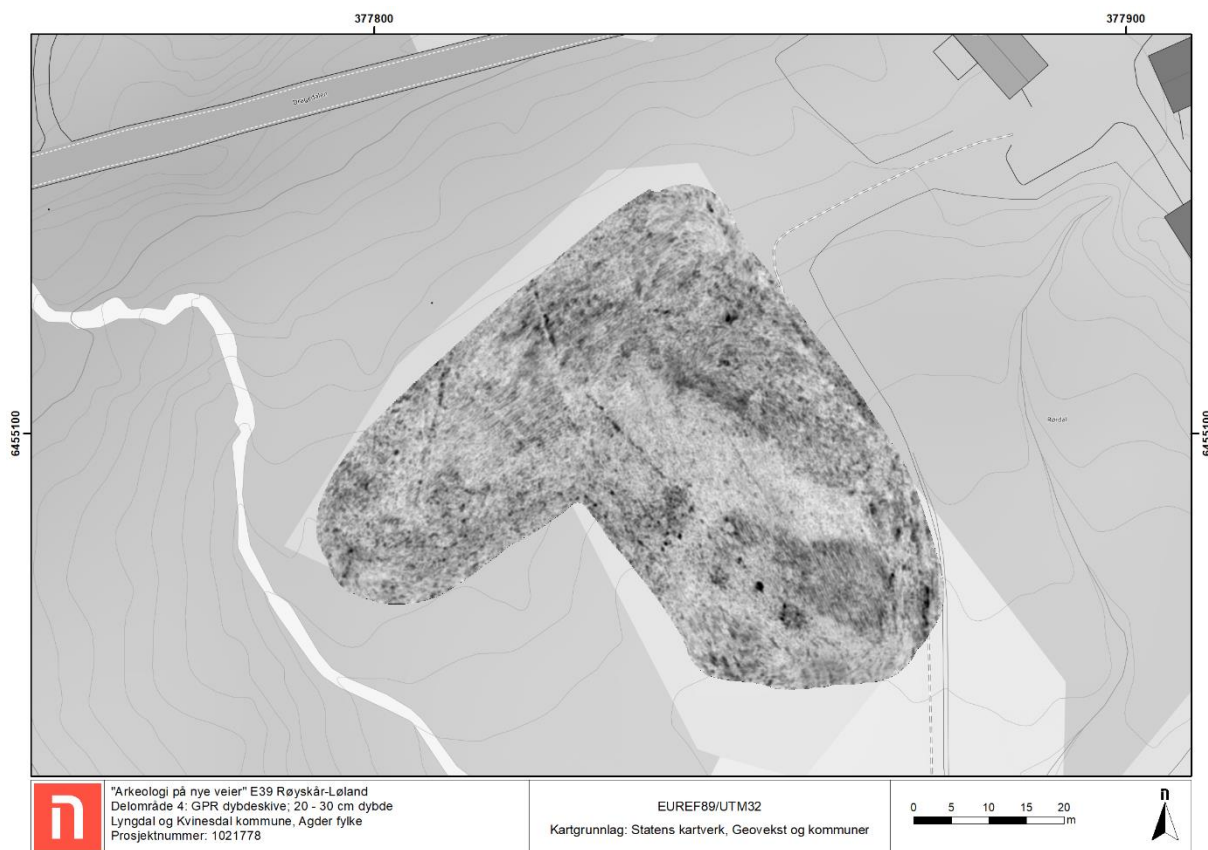 377800
377900
Drøgedalen
6455100
6455100
Rørdal
"Arkeologi på nye veier" E39 Røyskår-Løland
Delområde 4: GPR dybdeskive; 20 - 30 cm dybde
Lyngdal og Kvinesdal kommune, Agder fylke
Prosjektnummer: 1021778
EUREF89/UTM32
Kartgrunnlag: Statens kartverk, Geovekst og kommuner
0 5 10 15 20
m
n